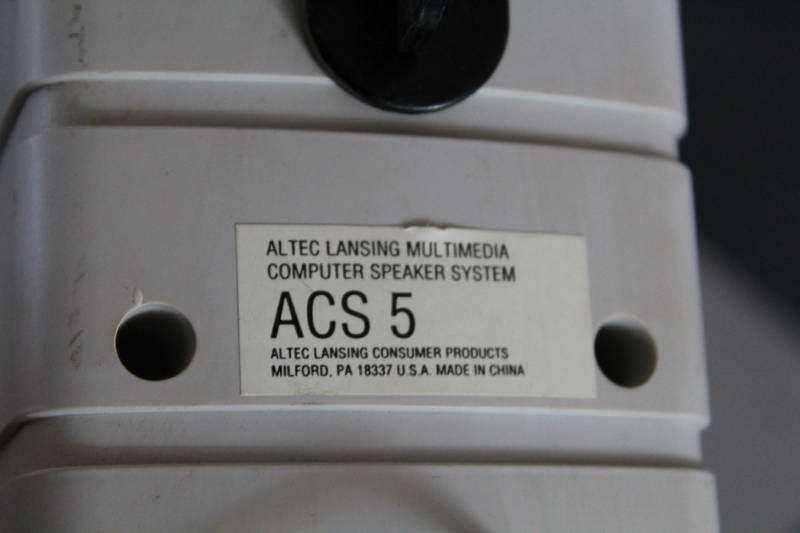 ALTEC LANSING MULTIMEDIA
COMPUTER SPEAKER SYSTEM
ACS 5
ALTEC LANSING CONSUMER PRODUCTS
MILFORD, PA 18337 U.S.A. MADE IN CHINA